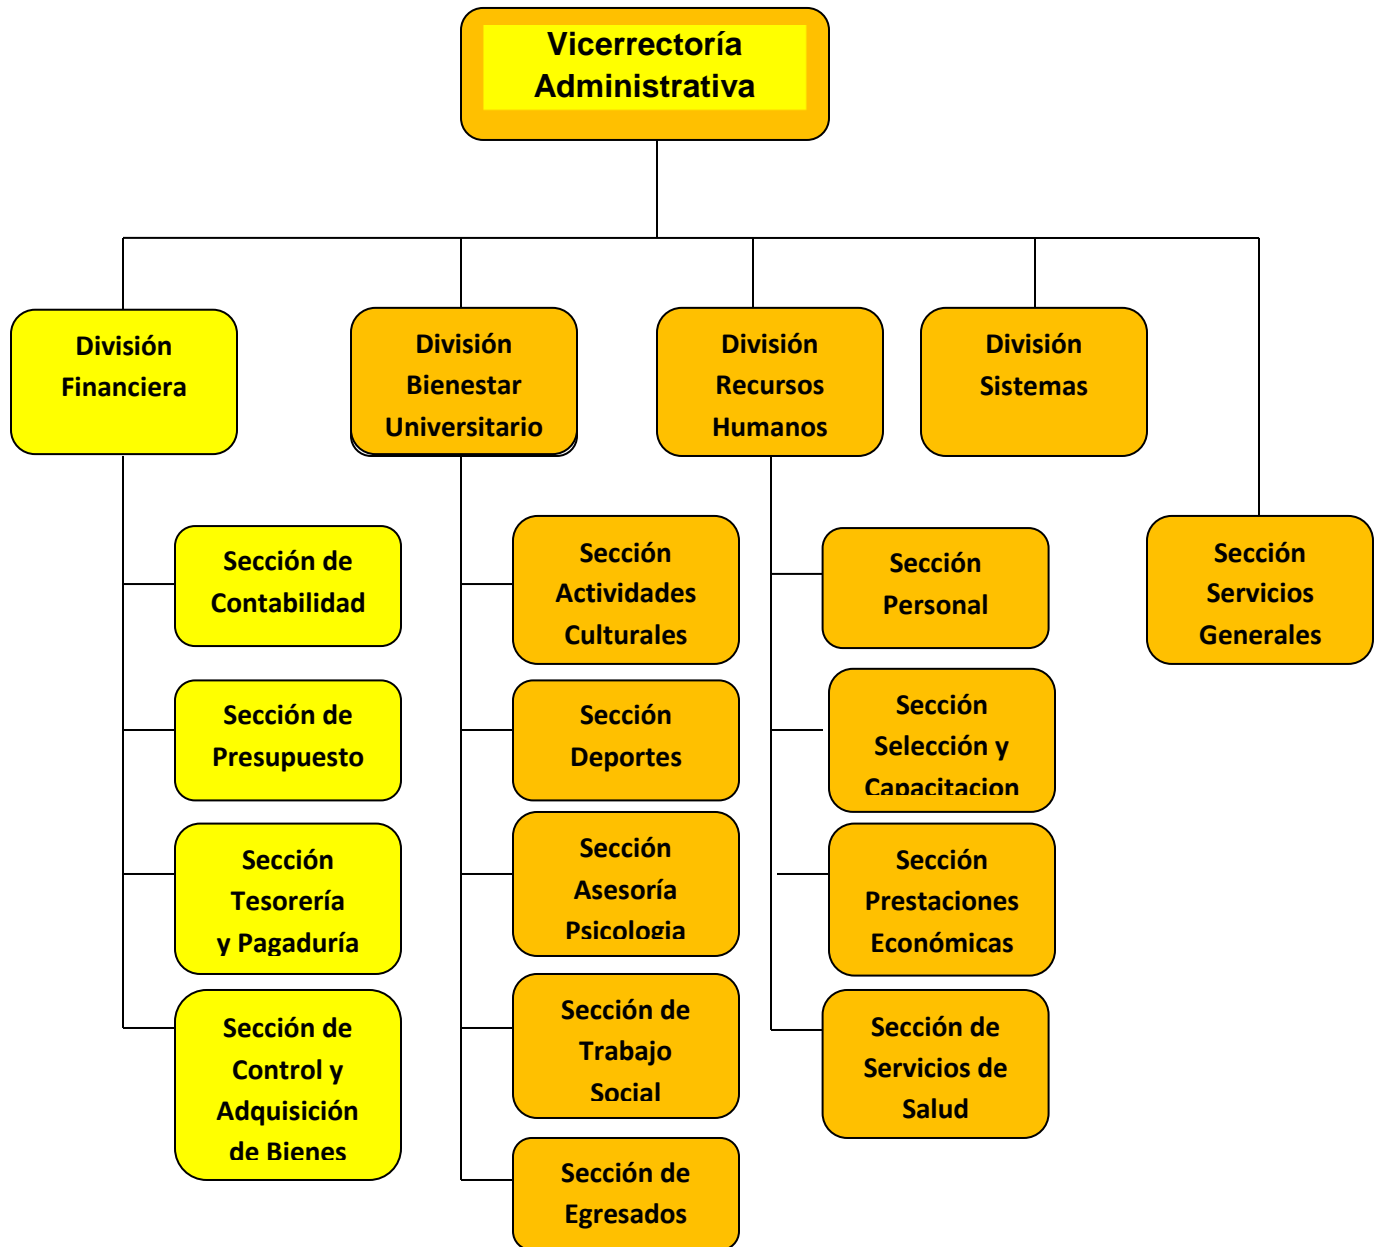 Vicerrectoría
Administrativa
División
Financiera
División
Bienestar
Universitario
División
Recursos
Humanos
División
Sistemas
Sección de
Contabilidad
Sección de
Presupuesto
Sección
Tesorería
y Pagaduría
Sección de
Control y
Adquisición
de Bienes
Sección
Actividades
Culturales
Sección
Deportes
Sección
Asesoría
Psicologia
Sección de
Trabajo
Social
Sección de
Egresados
Sección
Personal
Sección
Selección y
Capacitacion
Sección
Prestaciones
Económicas
Sección de
Servicios de
Salud
Sección
Servicios
Generales